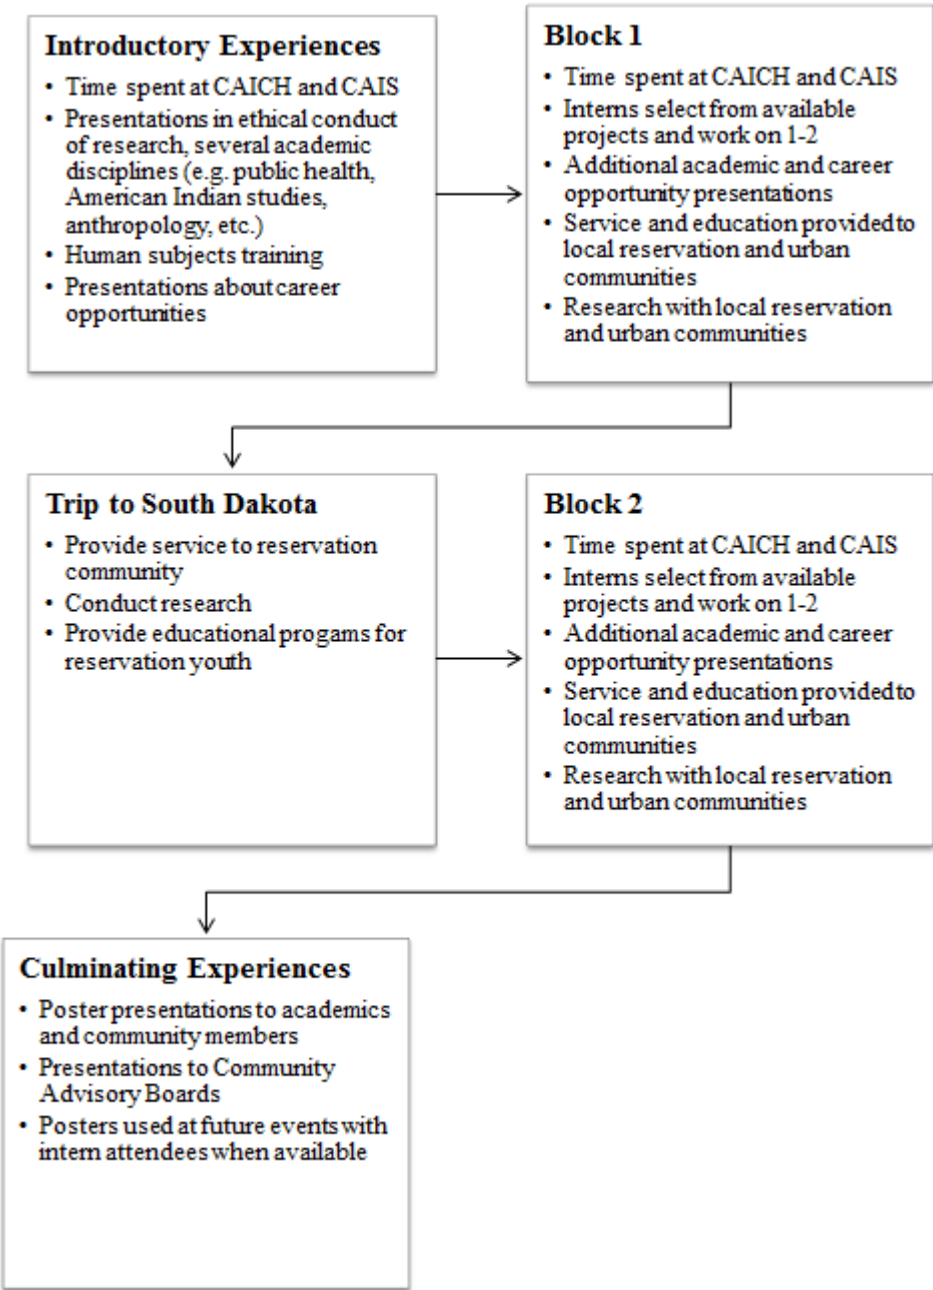 Introductory Experiences
• Time spent at CAICH and CAIS
• Presentations in ethical conduct
of research, several academic
disciplines (e.g. public health,
American Indian studies,
anthropology, etc.)
• Human subjects training
• Presentations about career
opportunities
Block 1
• Time spent at CAICH and CAIS
• Interns select from available
projects and work on 1-2
• Additional academic and career
opportunity presentations
• Service and education provided to
local reservation and urban
communities
• Research with local reservation
and urban communities
Trip to South Dakota
• Provide service to reservation
community
• Conduct research
• Provide educational progams for
reservation youth
Block 2
• Time spent at CAICH and CAIS
• Interns select from available
projects and work on 1-2
• Additional academic and career
opportunity presentations
• Service and education provided to
local reservation and urban
communities
• Research with local reservation
and urban communities
Culminating Experiences
• Poster presentations to academics
and community members
• Presentations to Community
Advisory Boards
• Posters used at future events with
intern attendees when available